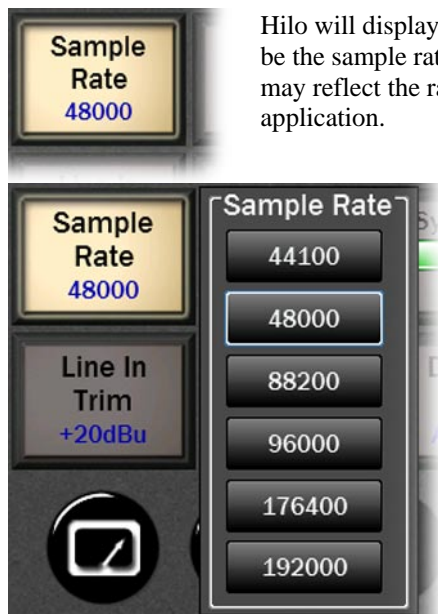 Sample
Rate
48000
Hilo will display
be the sample rat
may reflect the ra
application.
Sample
Rate
48000
Line In
Trim
+20dBu
Sample Rate
44100
48000
88200
96000
176400
192000